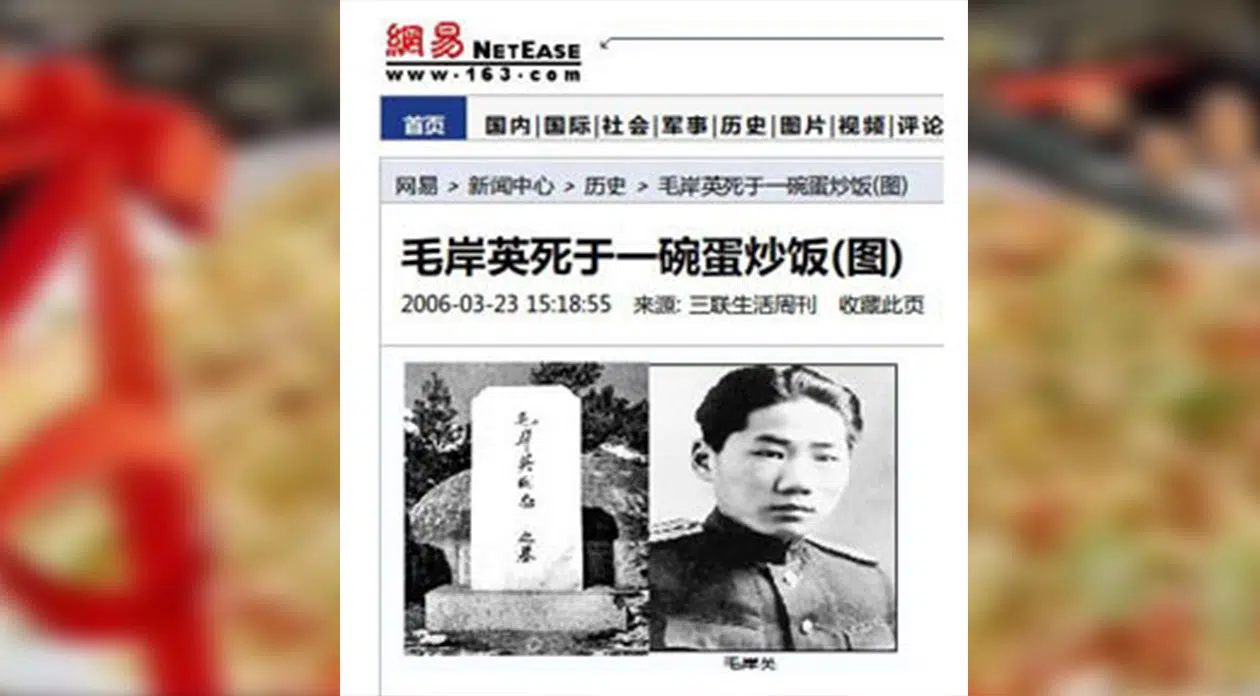 網易 NETEASE
www.163.com
首页 国内|国际|社会|军事|历史|图片|视频|评论
网易 > 新闻中心 > 历史 > 毛岸英死于一碗蛋炒饭(图)
毛岸英死于一碗蛋炒饭(图)
2006-03-23 15:18:55 来源: 三联生活周刊 收藏此页
毛岸英同志之墓
毛岸英